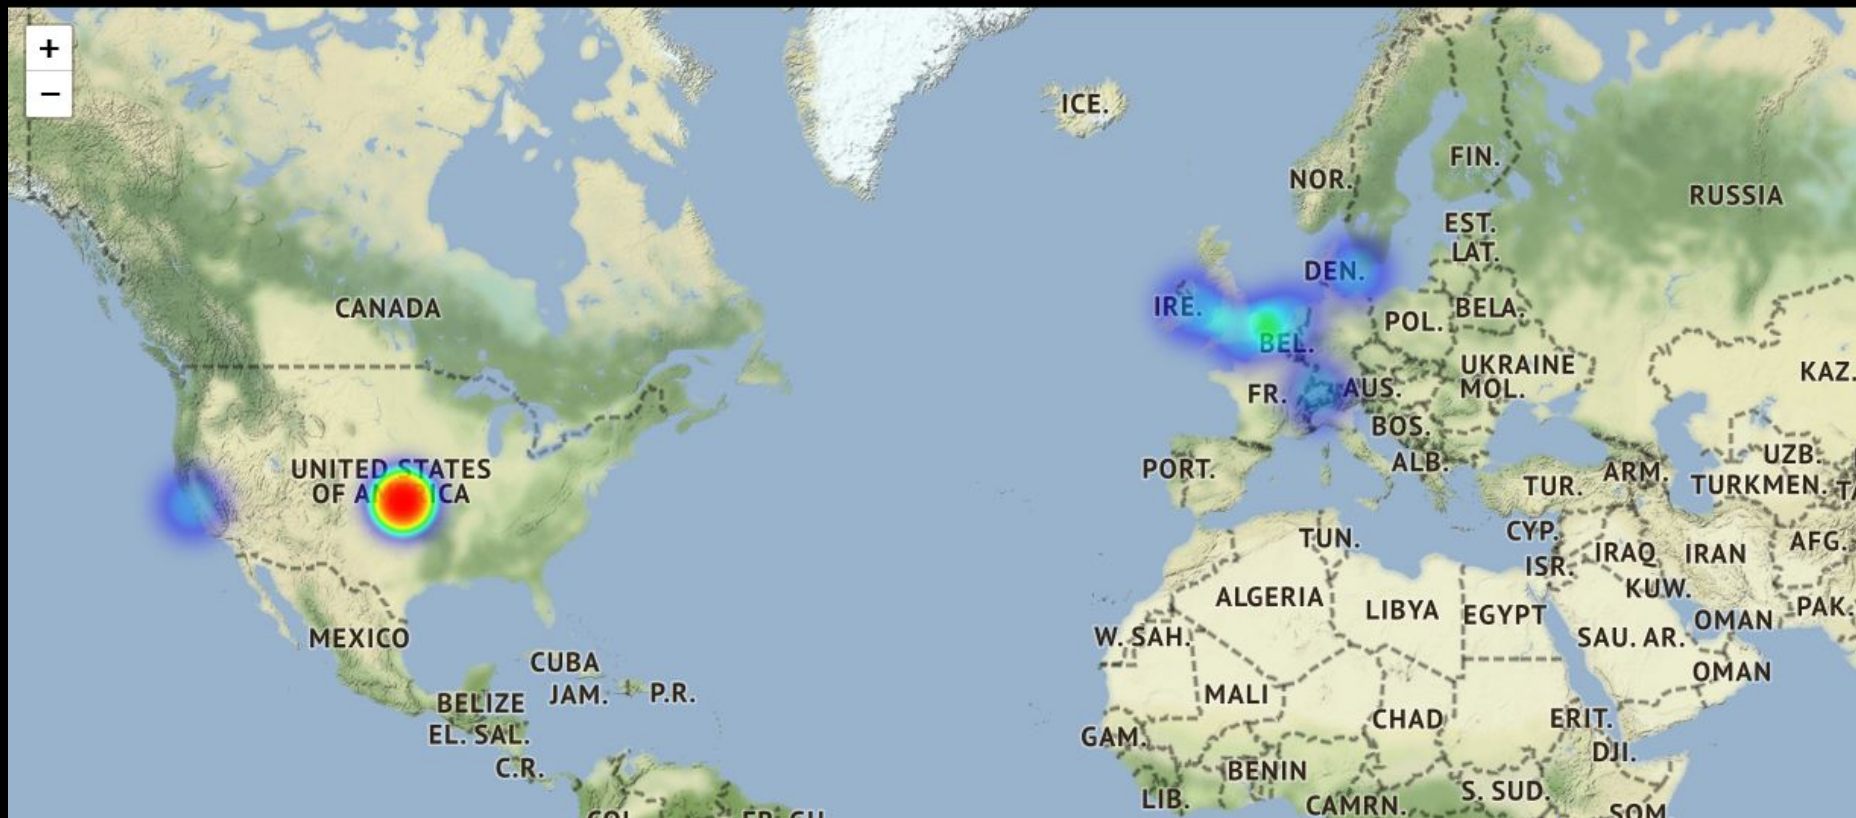 +
−
ICE.
FIN.
NOR.
RUSSIA
EST.
LAT.
DEN.
IRE.
CANADA
POL.
BELA.
BEL.
UKRAINE
MOL.
KAZ.
FR.
AUS.
BOS.
UNITED STATES
PORT.
ALB.
UZB.
TUR.
ARM.
TURKMEN.
CYP.
TUN.
IRAQ
IRAN
AFG.
ISR.
KUW.
ALGERIA
LIBYA
EGYPT
OMAN
PAK.
W. SAH.
SAU. AR.
MEXICO
CUBA
OMAN
JAM.
P.R.
MALI
BELIZE
CHAD
ERIT.
EL. SAL.
GAM.
DJI.
C.R.
BENIN
S. SUD.
LIB.
CAMRN.